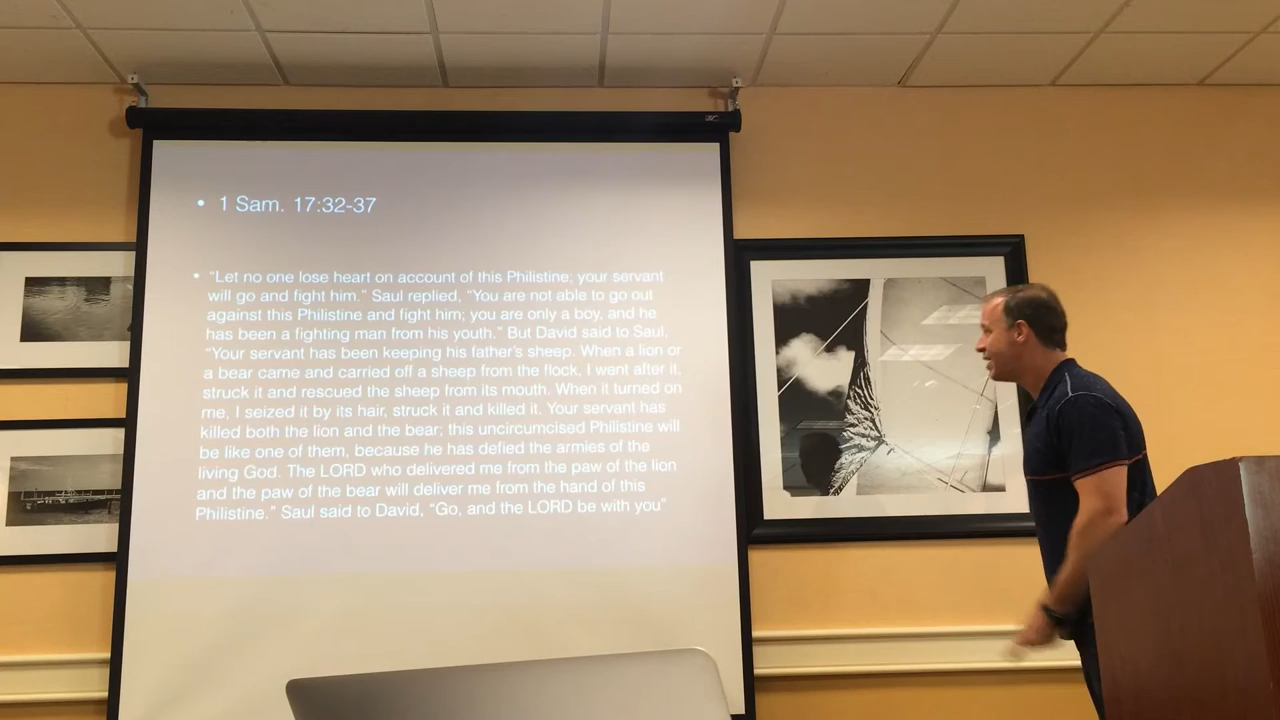 • 1 Sam. 17:32-37
• “Let no one lose heart on account of this Philistine; your servant
will go and fight him.” Saul replied, “You are not able to go out
against this Philistine and fight him; you are only a boy, and he
has been a fighting man from his youth.” But David said to Saul,
“Your servant has been keeping his father’s sheep. When a lion or
a bear came and carried off a sheep from the flock, I went after it,
struck it and rescued the sheep from its mouth. When it turned on
me, I seized it by its hair, struck it and killed it. Your servant has
killed both the lion and the bear; this uncircumcised Philistine will
be like one of them, because he has defied the armies of the
living God. The LORD who delivered me from the paw of the lion
and the paw of the bear will deliver me from the hand of this
Philistine.” Saul said to David, “Go, and the LORD be with you”